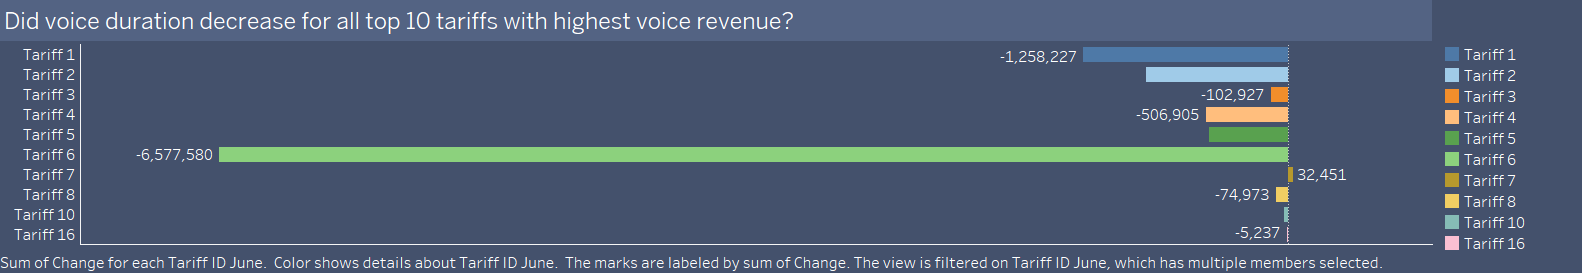 Did voice duration decrease for all top 10 tariffs with highest voice revenue?
Tariff 1 -1,258,227
Tariff 2
Tariff 3 -102,927
Tariff 4 -506,905
Tariff 5
Tariff 6 -6,577,580
Tariff 7 32,451
Tariff 8 -74,973
Tariff 10
Tariff 16 -5,237
Tariff 1
Tariff 2
Tariff 3
Tariff 4
Tariff 5
Tariff 6
Tariff 7
Tariff 8
Tariff 10
Tariff 16
Sum of Change for each Tariff ID June. Color shows details about Tariff ID June. The marks are labeled by sum of Change. The view is filtered on Tariff ID June, which has multiple members selected.